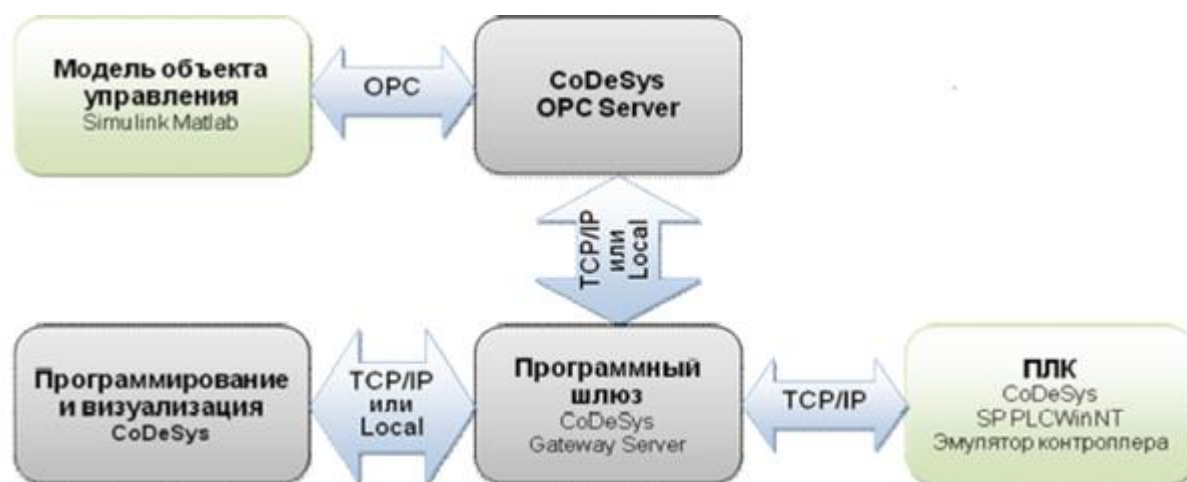 Модель объекта
управления
Simulink Matlab
OPC
CoDeSys
OPC Server
TCP/IP
или
Local
Программирование
и визуализация
CoDeSys
TCP/IP
или
Local
Программный
шлюз
CoDeSys
Gateway Server
TCP/IP
ПЛК
CoDeSys
SP PLCWinNT
Эмулятор контроллера